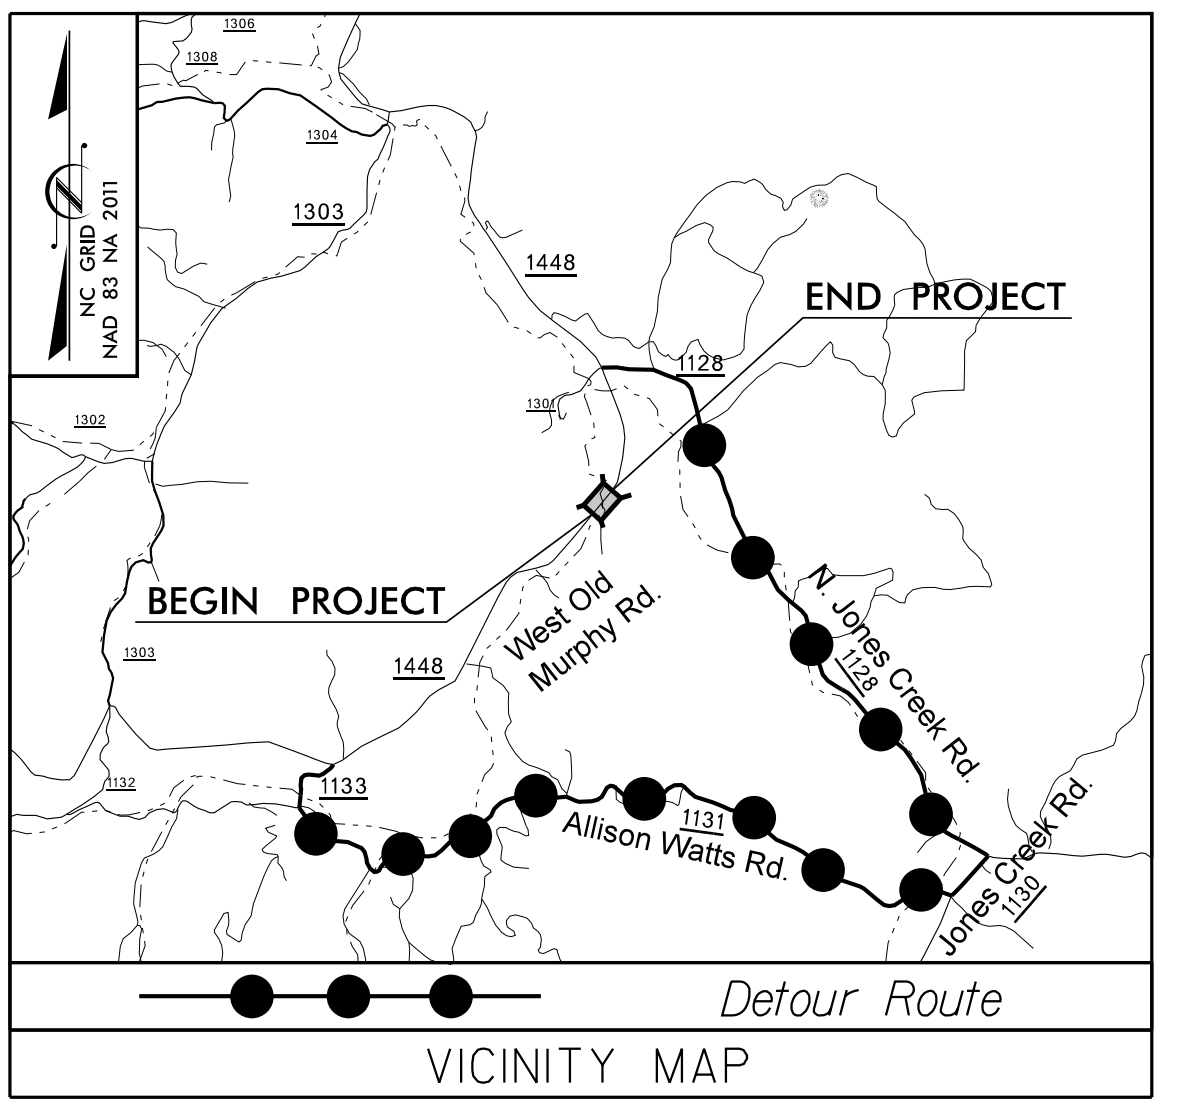 1306
1308
1304
1303
NC GRID
NAD 83 NA 2011
1448
END PROJECT
1128
1301
1302
BEGIN PROJECT
West Old
Murphy Rd.
N. Jones Creek Rd.
1128
1303
1448
1132
1133
1131
Allison Watts Rd.
Jones Creek Rd.
1130
Detour Route
VICINITY MAP